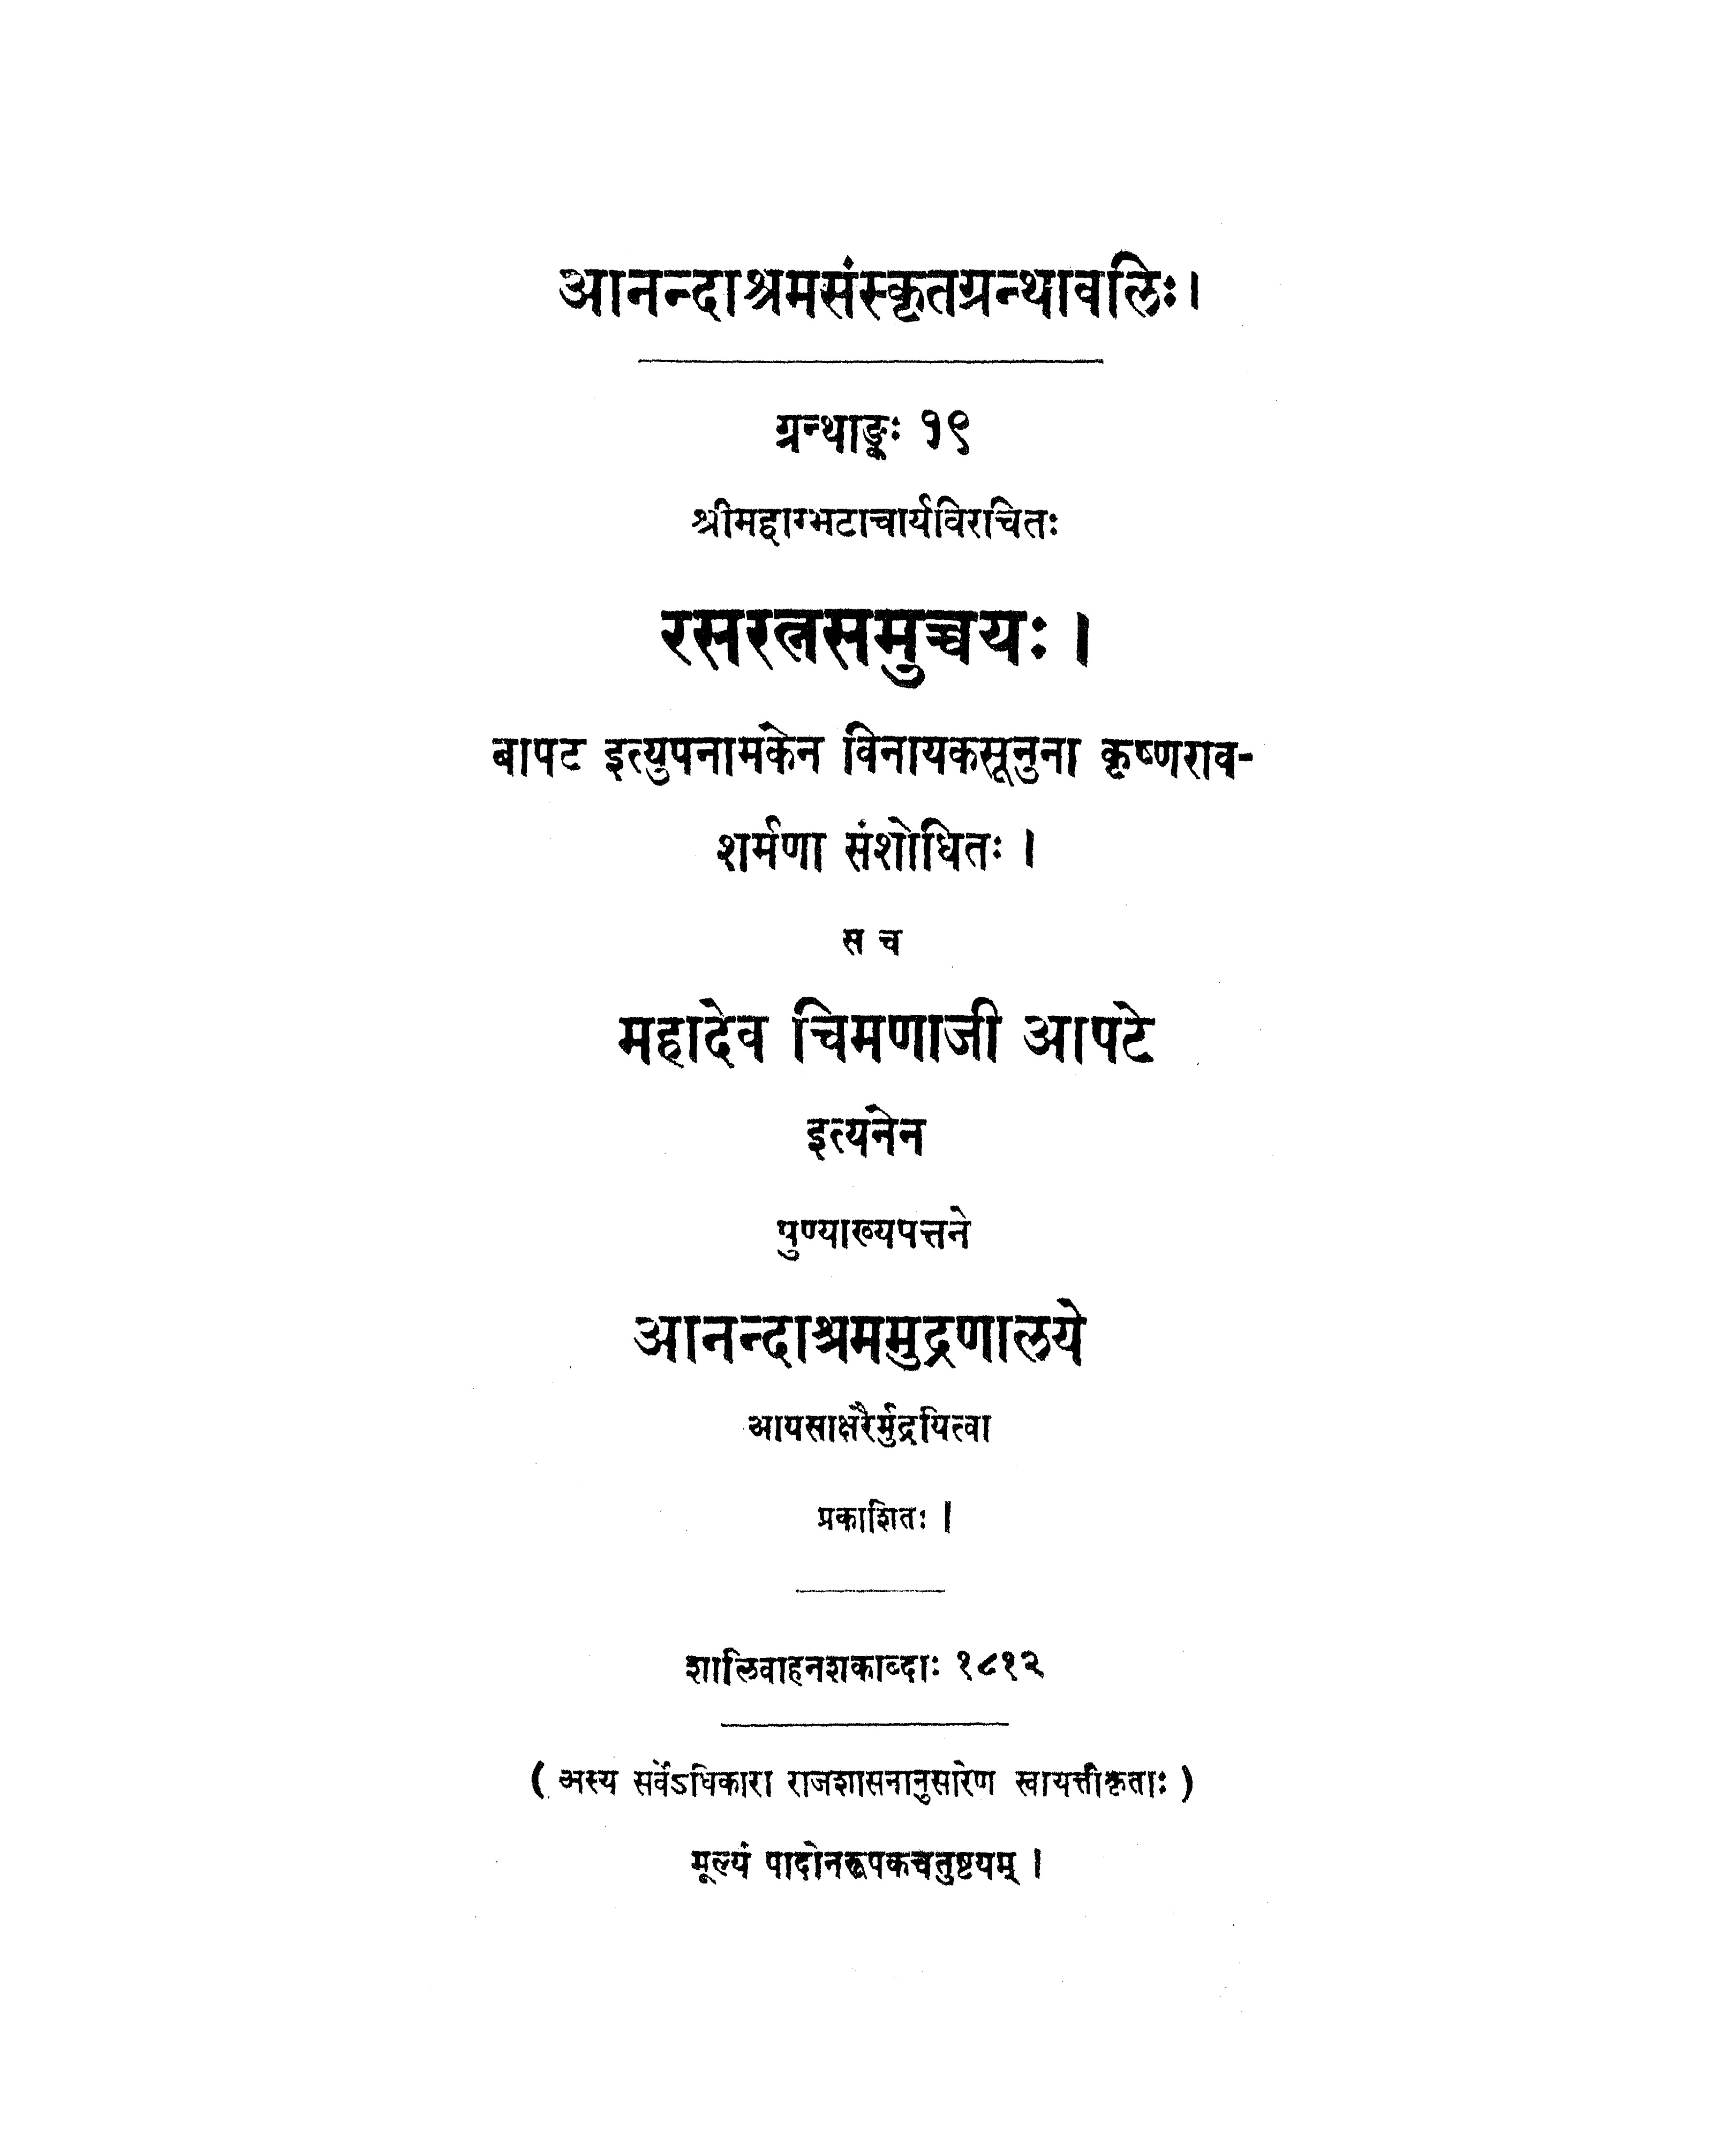 आनन्दाश्रमसंस्कृतग्रन्थावलिः।
ग्रन्थाङ्कः १९
श्रीमद्वाग्भटाचार्यविरचितः
रसरत्नसमुच्चयः।
बापट इत्युपनामकेन विनायकसूनुना कृष्णराव-
शर्मणा संशोधितः।
स च
महादेव चिमणाजी आपटे
इत्यनेन
पुण्याख्यपत्तने
आनन्दाश्रममुद्रणालये
आयसाक्षरैर्मुद्रयित्वा
प्रकाशितः।
शालिवाहनशकाब्दाः १८१२
( अस्य सर्वेऽधिकारा राजशासनानुसारेण स्वायत्तीकृताः )
मूल्यं पादोनरूपकचतुष्टयम्।